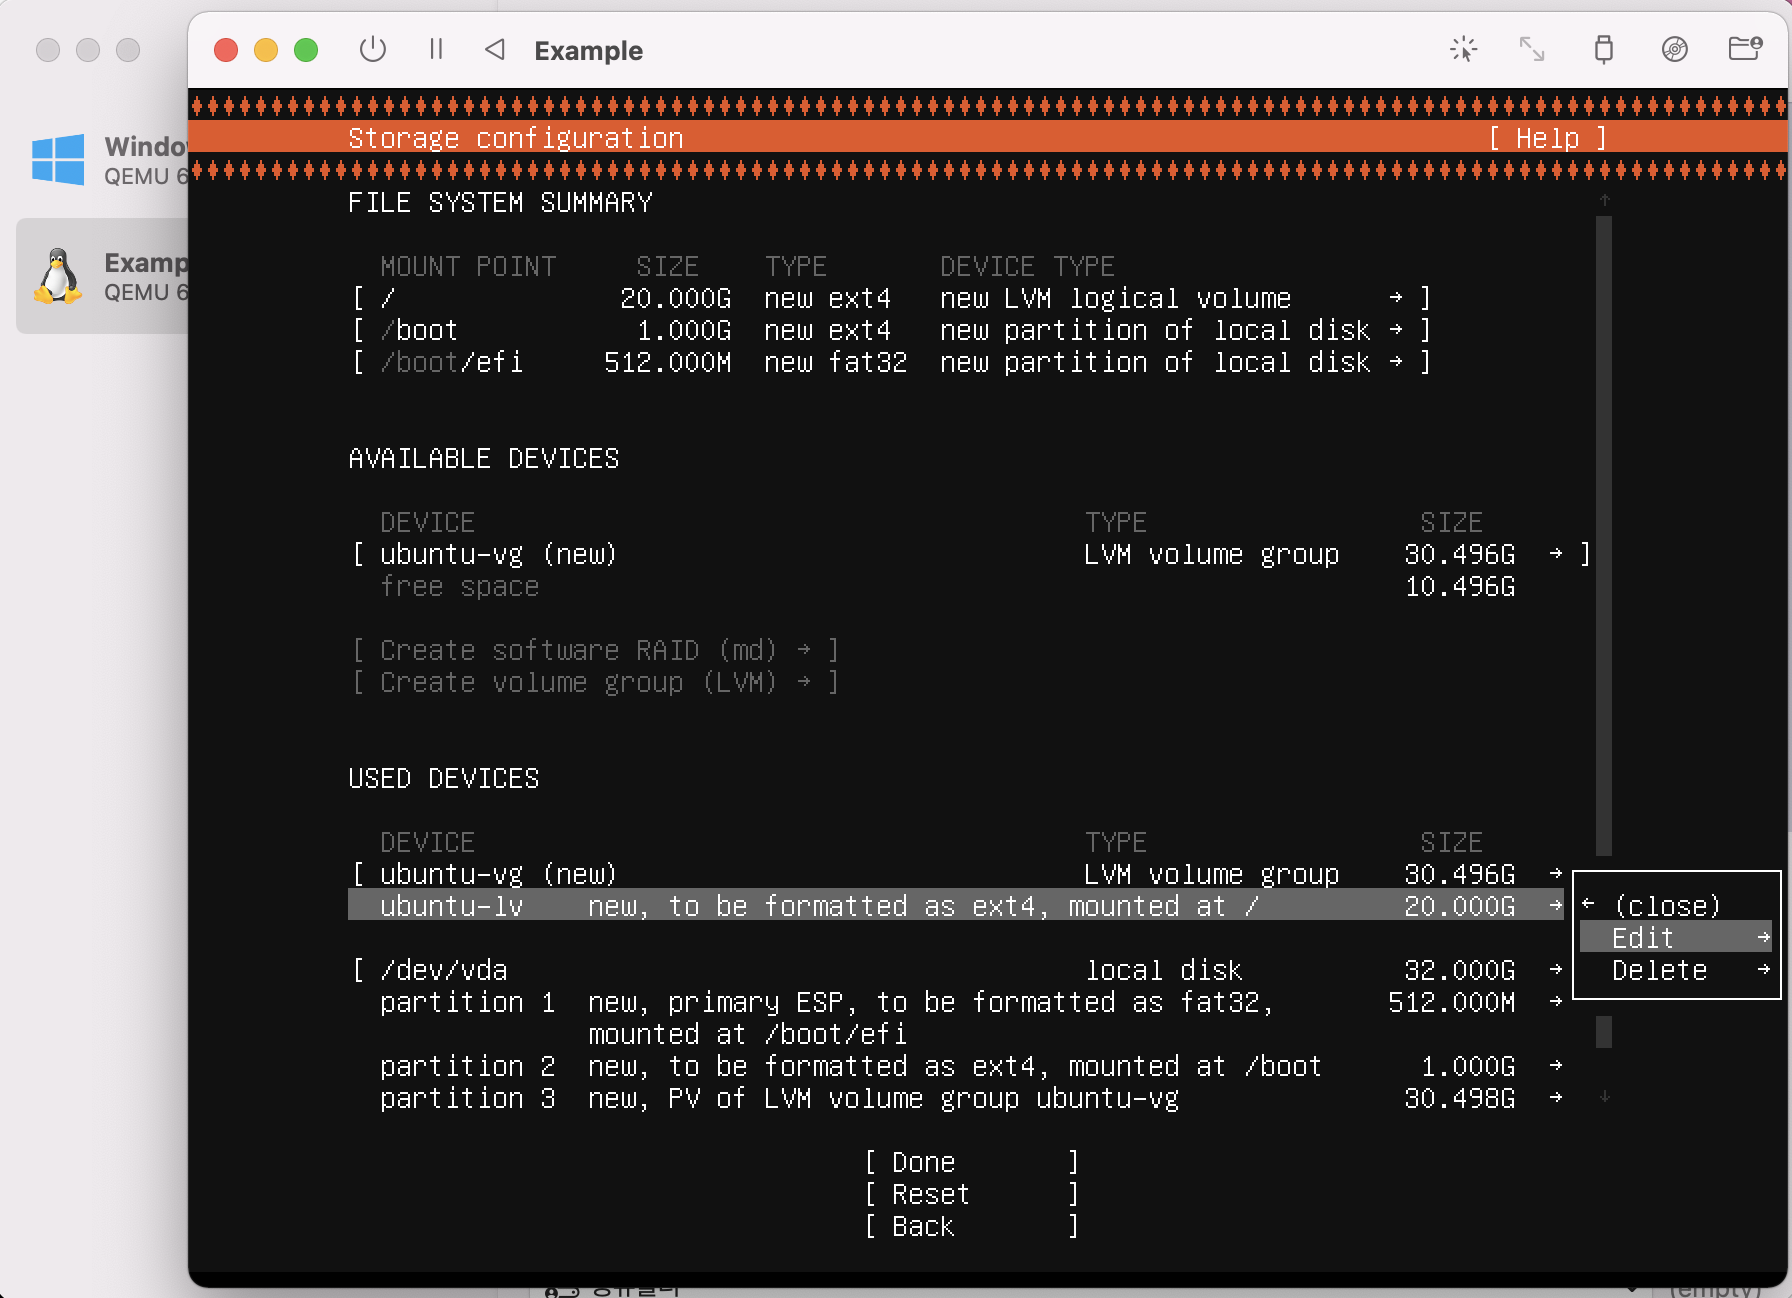 Example
Windo
QEMU 6
Examp
QEMU 6
Storage configuration [ Help ]
FILE SYSTEM SUMMARY
MOUNT POINT SIZE TYPE DEVICE TYPE
[ / 20.000G new ext4 new LVM logical volume → ]
[ /boot 1.000G new ext4 new partition of local disk → ]
[ /boot/efi 512.000M new fat32 new partition of local disk → ]
AVAILABLE DEVICES
DEVICE TYPE SIZE
[ ubuntu-vg (new) LVM volume group 30.496G → ]
free space 10.496G
[ Create software RAID (md) → ]
[ Create volume group (LVM) → ]
USED DEVICES
DEVICE TYPE SIZE
[ ubuntu-vg (new) LVM volume group 30.496G →
ubuntu-lv new, to be formatted as ext4, mounted at / 20.000G →
← (close)
Edit →
Delete →
[ /dev/vda local disk 32.000G →
partition 1 new, primary ESP, to be formatted as fat32, 512.000M →
mounted at /boot/efi
partition 2 new, to be formatted as ext4, mounted at /boot 1.000G →
partition 3 new, PV of LVM volume group ubuntu-vg 30.498G →
[ Done ]
[ Reset ]
[ Back ]
(empty)